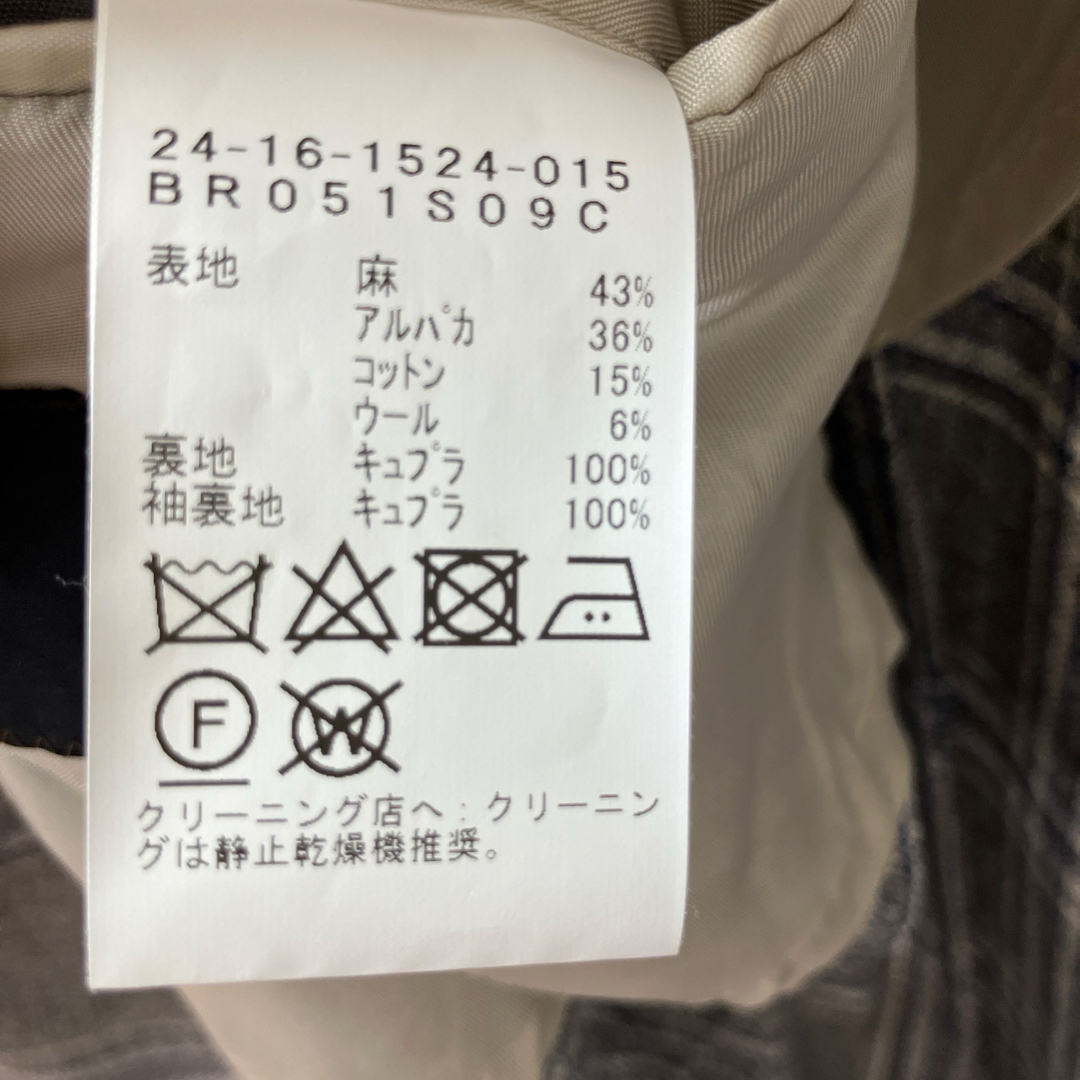 24-16-1524-015
BR051S09C
表地 麻 43%
アルパカ 36%
コットン 15%
ウール 6%
裏地 キュプラ 100%
袖裏地 キュプラ 100%
F W
クリーニング店へ:クリーニン
グは静止乾燥機推奨。